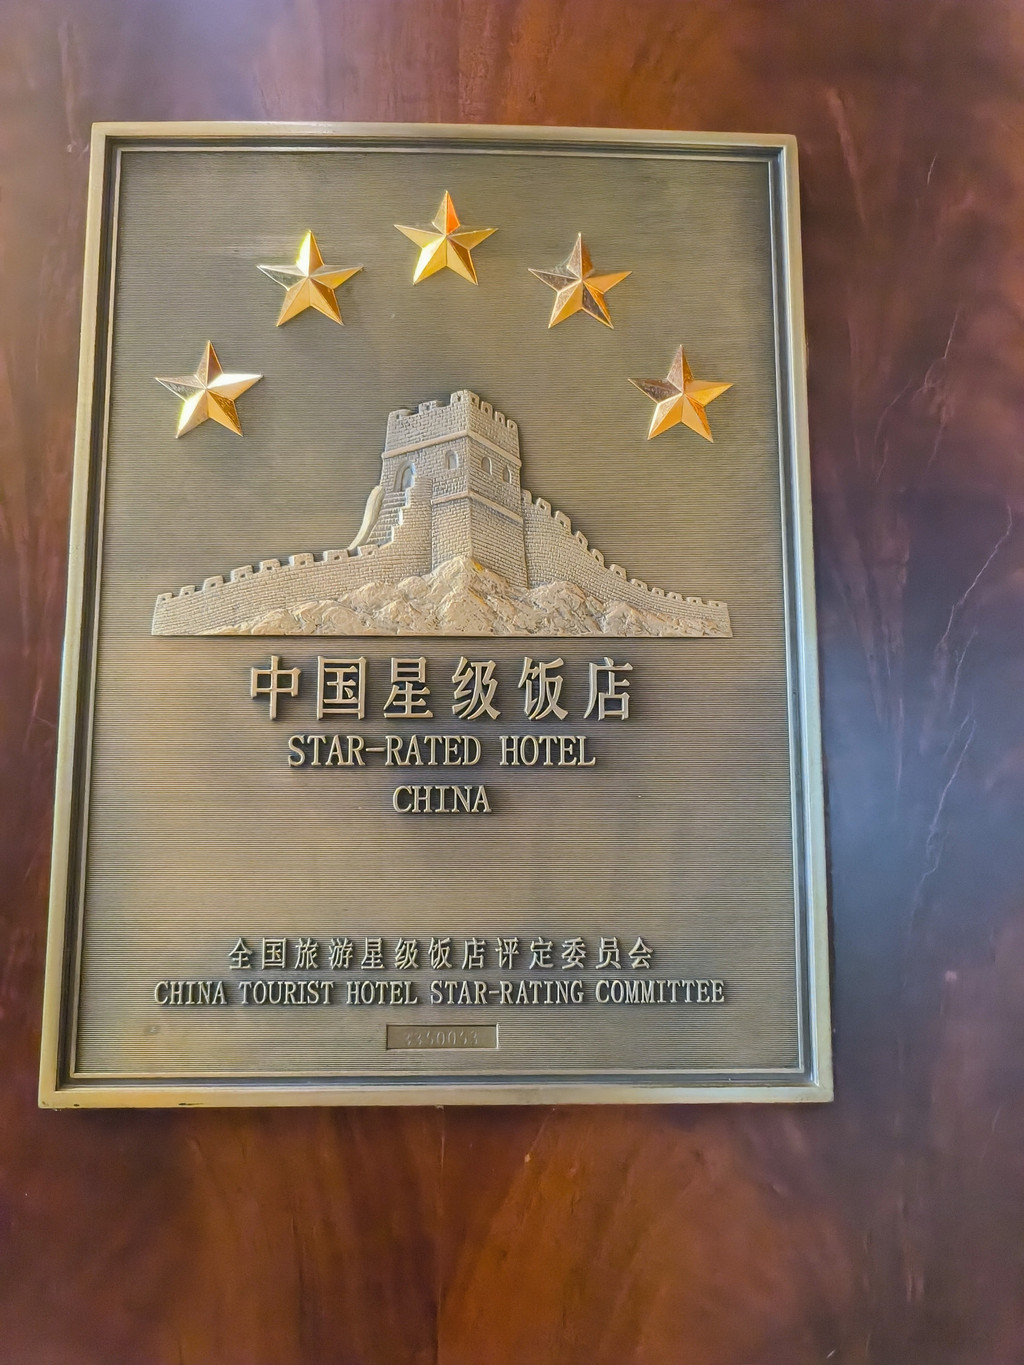 中国星级饭店
STAR-RATED HOTEL
CHINA
全国旅游星级饭店评定委员会
CHINA TOURIST HOTEL STAR-RATING COMMITTEE